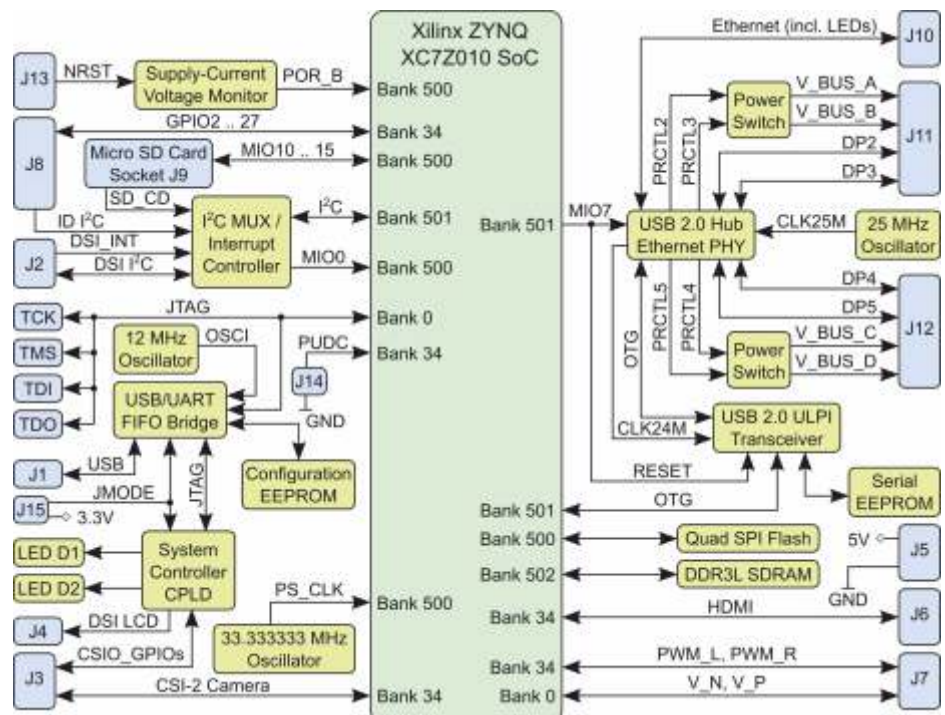 Xilinx ZYNQ
XC7Z010 SoC
J13
NRST
Supply-Current
Voltage Monitor
POR_B
Bank 500
J8
GPIO2 .. 27
Bank 34
Micro SD Card
Socket J9
MIO10 .. 15
Bank 500
SD_CD
ID I²C
I²C MUX /
Interrupt
Controller
I²C
Bank 501
J2
DSI_INT
DSI I²C
MIO0
Bank 500
TCK
TMS
TDI
TDO
JTAG
Bank 0
12 MHz
Oscillator
OSCI
PUDC
Bank 34
J14
GND
USB/UART
FIFO Bridge
J1
USB
Configuration
EEPROM
J15
JMODE
3.3V
JTAG
LED D1
LED D2
System
Controller
CPLD
PS_CLK
Bank 500
33.333333 MHz
Oscillator
J4
DSI LCD
J3
CSIO_GPIOs
CSI-2 Camera
Bank 34
Ethernet (incl. LEDs)
J10
Power
Switch
V_BUS_A
V_BUS_B
J11
PRCTL2
PRCTL3
DP2
DP3
Bank 501
MIO7
USB 2.0 Hub
Ethernet PHY
CLK25M
25 MHz
Oscillator
OTG
PRCTL5
PRCTL4
DP4
DP5
J12
Power
Switch
V_BUS_C
V_BUS_D
CLK24M
USB 2.0 ULPI
Transceiver
RESET
OTG
Serial
EEPROM
Bank 501
Bank 500
Quad SPI Flash
Bank 502
DDR3L SDRAM
5V
J5
GND
Bank 34
HDMI
J6
Bank 34
PWM_L, PWM_R
J7
Bank 0
V_N, V_P